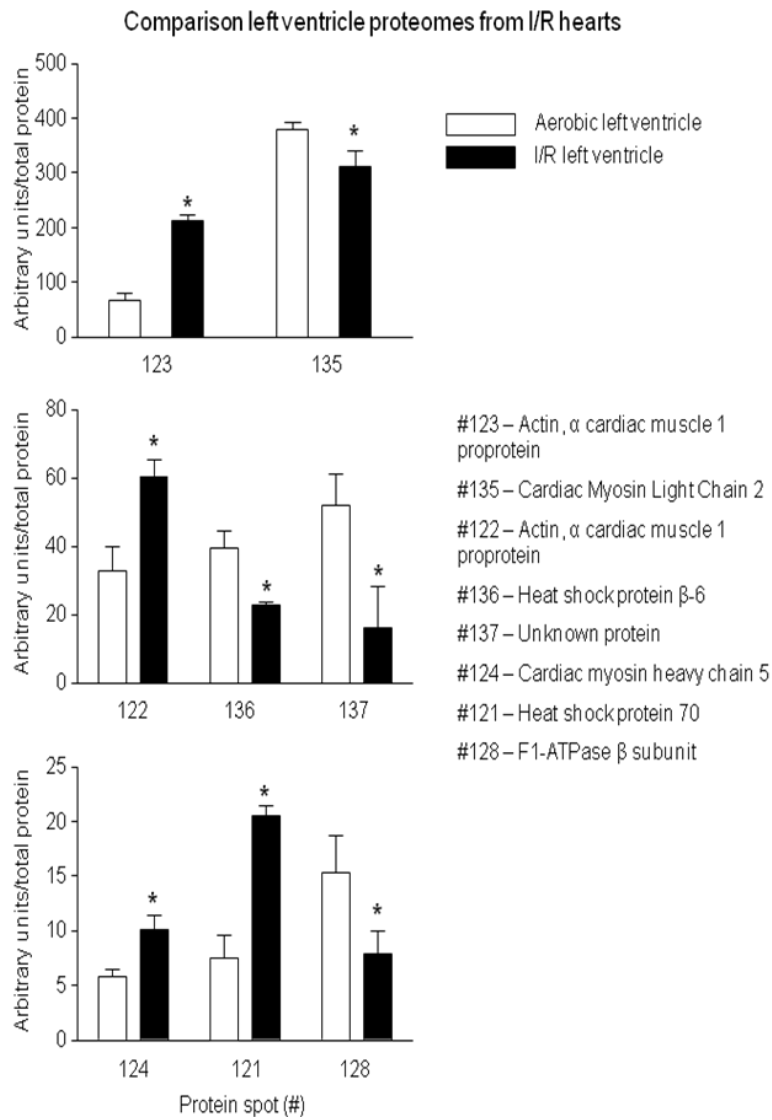 Comparison left ventricle proteomes from I/R hearts
Arbitrary units/total protein
500
400
300
200
100
0
*
*
123 135
Aerobic left ventricle
I/R left ventricle
Arbitrary units/total protein
80
60
40
20
0
*
*
*
122 136 137
#123 – Actin, α cardiac muscle 1
proprotein
#135 – Cardiac Myosin Light Chain 2
#122 – Actin, α cardiac muscle 1
proprotein
#136 – Heat shock protein β-6
#137 – Unknown protein
#124 – Cardiac myosin heavy chain 5
#121 – Heat shock protein 70
#128 – F1-ATPase β subunit
Arbitrary units/total protein
25
20
15
10
5
0
*
*
*
124 121 128
Protein spot (#)